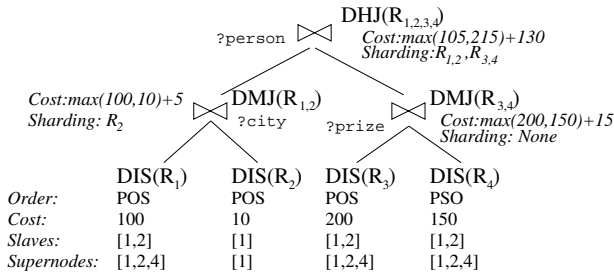 DHJ(R1,2,3,4)
?person
Cost:max(105,215)+130
Sharding:R1,2 ,R3,4
Cost:max(100,10)+5
Sharding: R2
DMJ(R1,2)
?city
DMJ(R3,4)
?prize
Cost:max(200,150)+15
Sharding: None
DIS(R1) DIS(R2) DIS(R3) DIS(R4)
Order: POS POS POS PSO
Cost: 100 10 200 150
Slaves: [1,2] [1] [1,2] [1,2]
Supernodes: [1,2,4] [1] [1,2,4] [1,2,4]